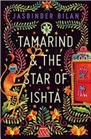 JASBINDER BILAN
TAMARIND
& THE
STAR OF
ISHTA